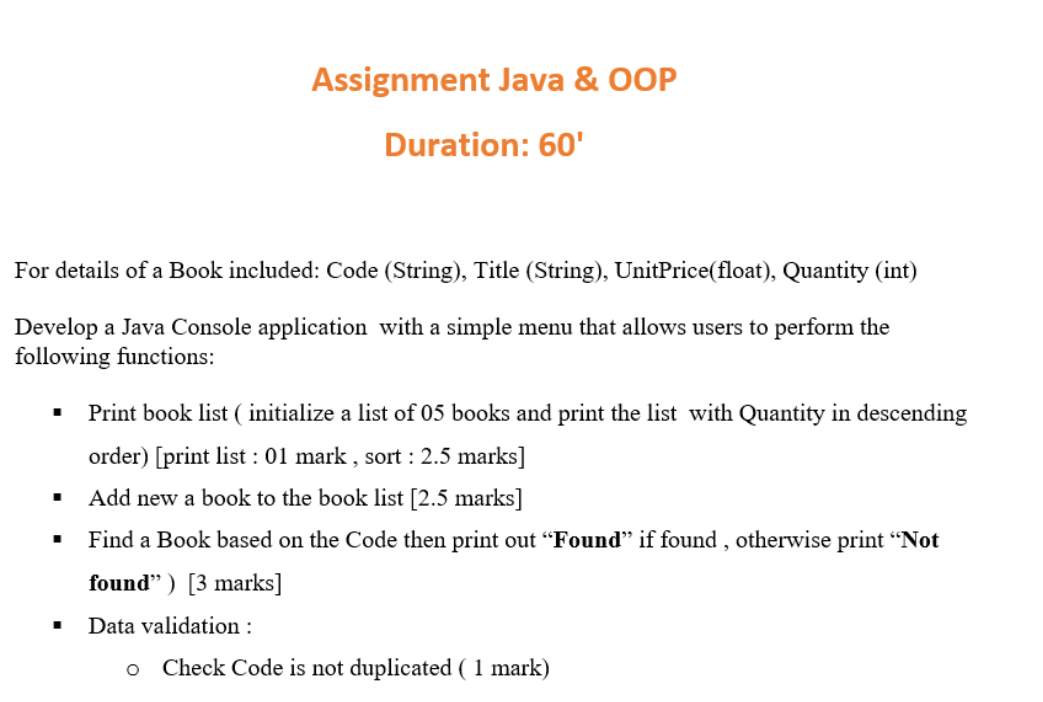 Assignment Java & OOP
Duration: 60'
For details of a Book included: Code (String), Title (String), UnitPrice(float), Quantity (int)
Develop a Java Console application  with a simple menu that allows users to perform the
following functions:
▪ Print book list ( initialize a list of 05 books and print the list  with Quantity in descending
order) [print list : 01 mark , sort : 2.5 marks]
▪ Add new a book to the book list [2.5 marks]
▪ Find a Book based on the Code then print out “Found” if found , otherwise print “Not
found” )  [3 marks]
▪ Data validation :
o Check Code is not duplicated ( 1 mark)